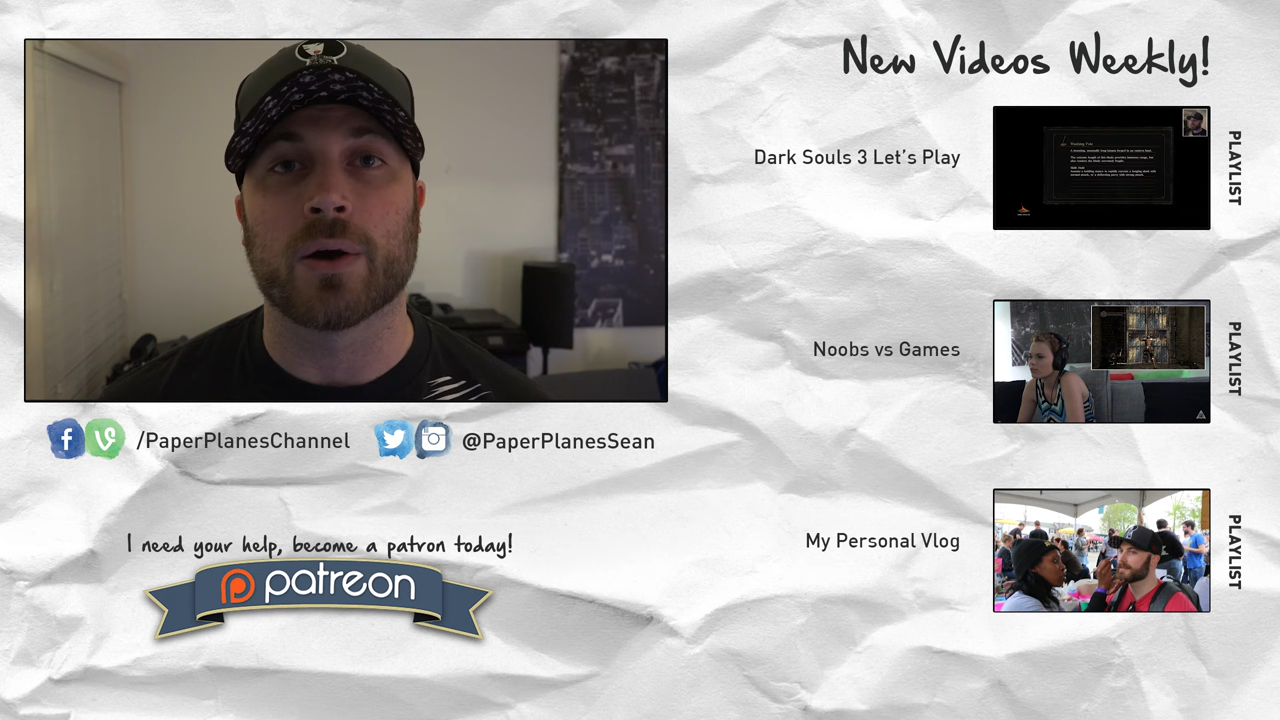 New Videos Weekly!
Dark Souls 3 Let's Play
PLAYLIST
Noobs vs Games
PLAYLIST
/PaperPlanesChannel
@PaperPlanesSean
My Personal Vlog
PLAYLIST
I need your help, become a patron today!
patreon